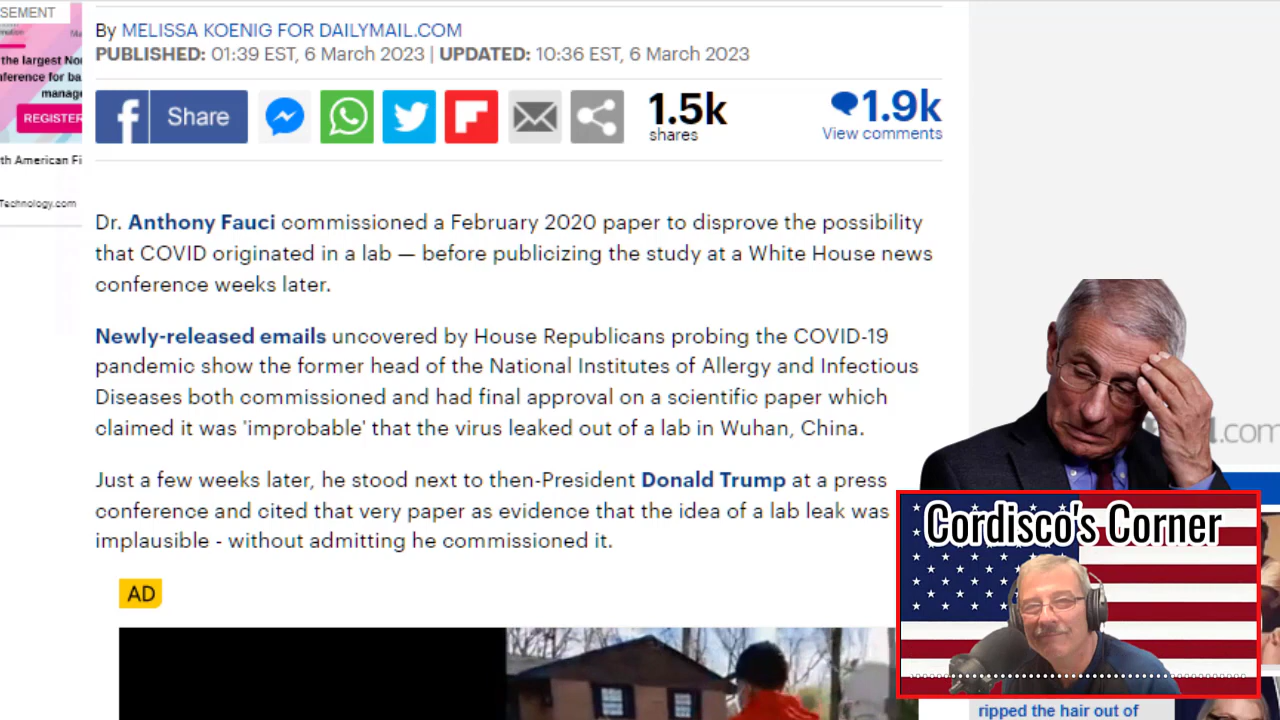 SEMENT
the largest Nor
nference for ba
manage
REGISTER
th American Fi
Technology.com
By MELISSA KOENIG FOR DAILYMAIL.COM
PUBLISHED: 01:39 EST, 6 March 2023 | UPDATED: 10:36 EST, 6 March 2023
Share
1.5k
shares
1.9k
View comments
Dr. Anthony Fauci commissioned a February 2020 paper to disprove the possibility
that COVID originated in a lab — before publicizing the study at a White House news
conference weeks later.
Newly-released emails uncovered by House Republicans probing the COVID-19
pandemic show the former head of the National Institutes of Allergy and Infectious
Diseases both commissioned and had final approval on a scientific paper which
claimed it was 'improbable' that the virus leaked out of a lab in Wuhan, China.
Just a few weeks later, he stood next to then-President Donald Trump at a press
conference and cited that very paper as evidence that the idea of a lab leak was
implausible - without admitting he commissioned it.
AD
l.com
Cordisco's Corner
ripped the hair out of